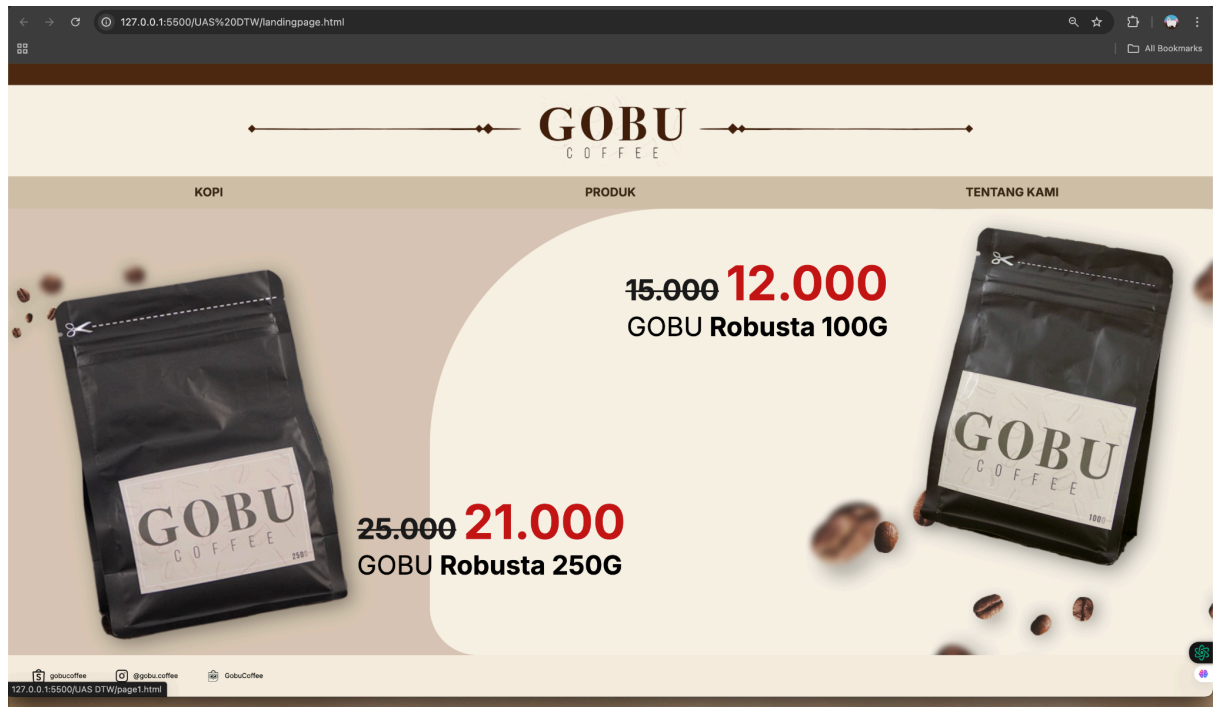 127.0.0.1:5500/UAS%20DTW/landingpage.html
All Bookmarks
GOBU
COFFEE
KOPI
PRODUK
TENTANG KAMI
15.000 12.000
GOBU Robusta 100G
GOBU
COFFEE
100G
25.000 21.000
GOBU Robusta 250G
GOBU
COFFEE
250G
gobucoffee
@gobu.coffee
GobuCoffee
127.0.0.1:5500/UAS DTW/page1.html